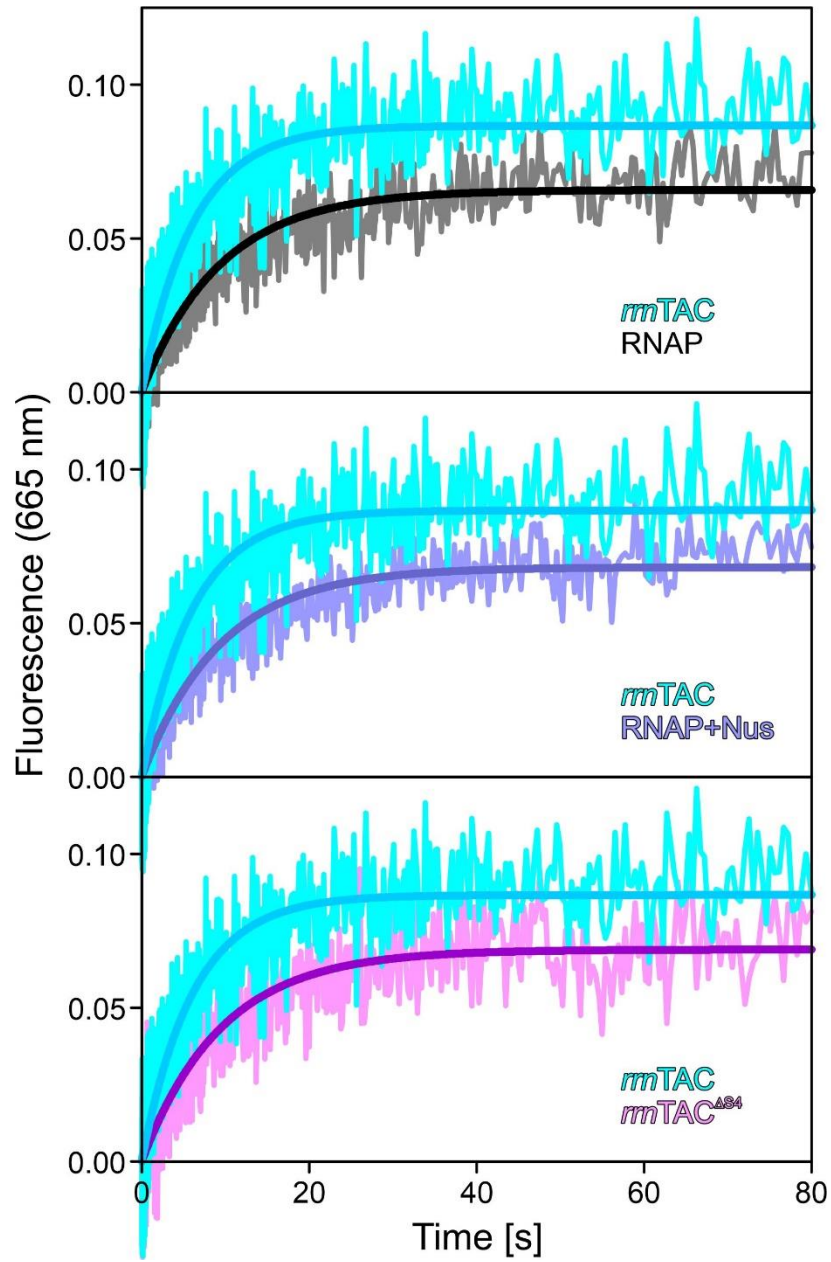 0.10
0.05
rrnTAC
RNAP
0.00
0.10
Fluorescence (665 nm)
0.05
rrnTAC
RNAP+Nus
0.00
0.10
0.05
rrnTAC
rrnTACΔS4
0.00
0 20 40 60 80
Time [s]